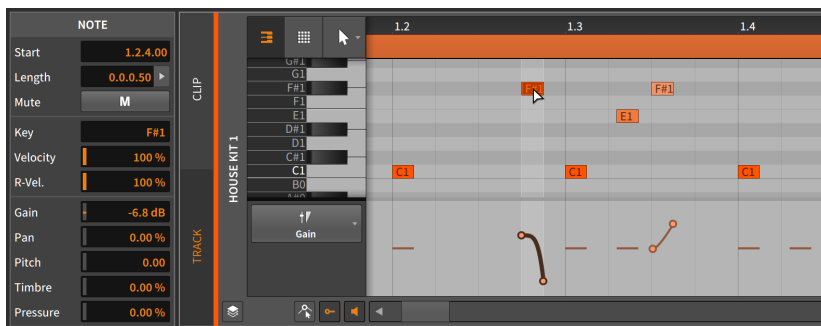 NOTE
Start 1.2.4.00
Length 0.0.0.50
Mute M
Key F#1
Velocity 100 %
R-Vel. 100 %
Gain -6.8 dB
Pan 0.00 %
Pitch 0.00
Timbre 0.00 %
Pressure 0.00 %
CLIP
TRACK
HOUSE KIT 1
1.2 1.3 1.4
G#1
G1
F#1 F#1 F#1
F1
E1 E1
D#1
D1
C#1
C1 C1 C1 C1
B0
A#0
Gain